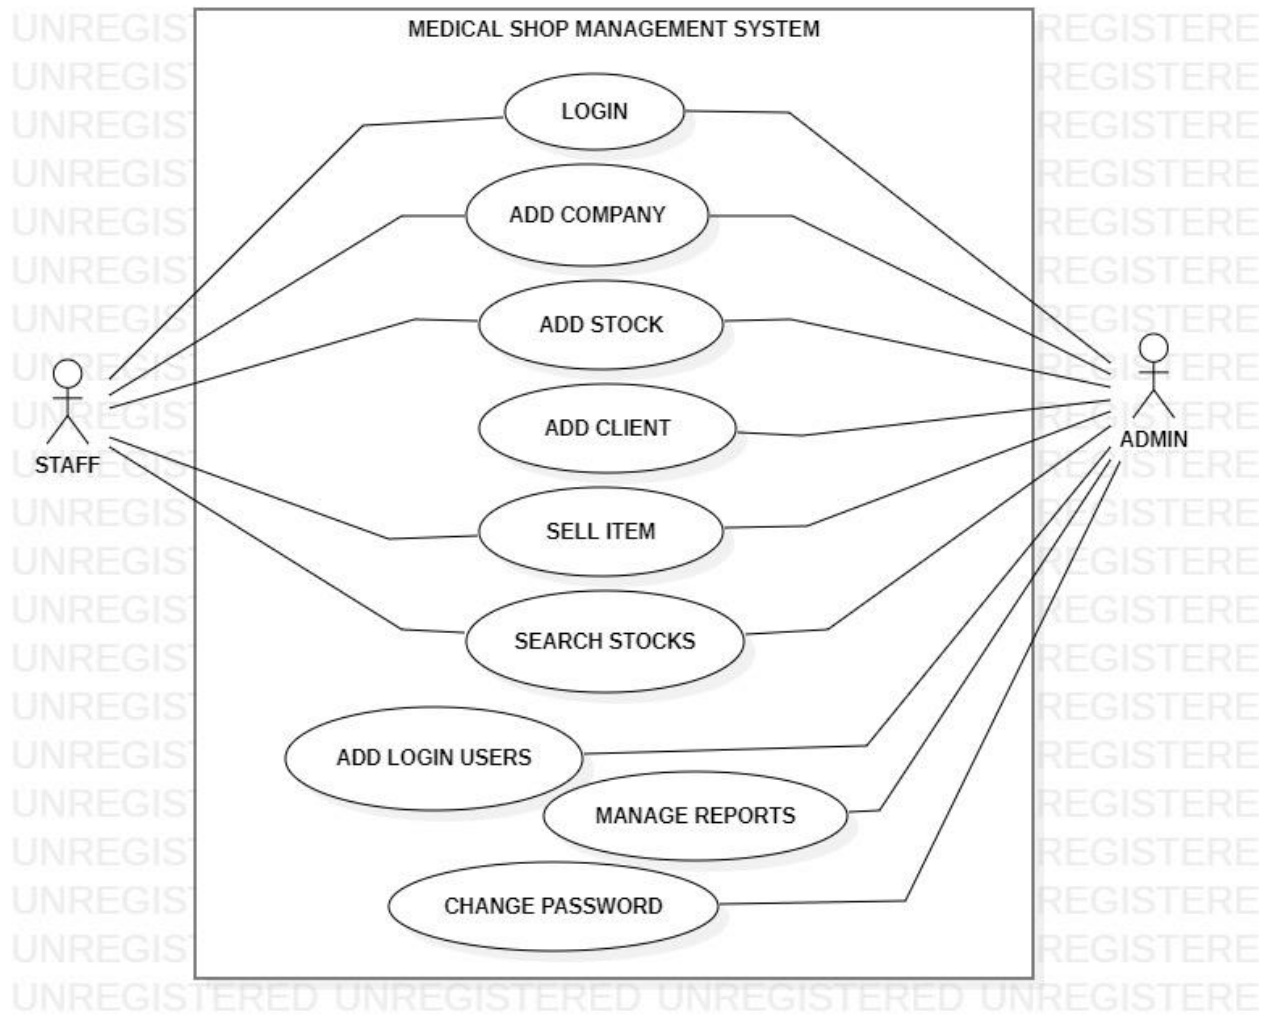 MEDICAL SHOP MANAGEMENT SYSTEM
LOGIN
ADD COMPANY
ADD STOCK
ADD CLIENT
STAFF
ADMIN
SELL ITEM
SEARCH STOCKS
ADD LOGIN USERS
MANAGE REPORTS
CHANGE PASSWORD
UNREGISTERED UNREGISTERED UNREGISTERED UNREGISTERE